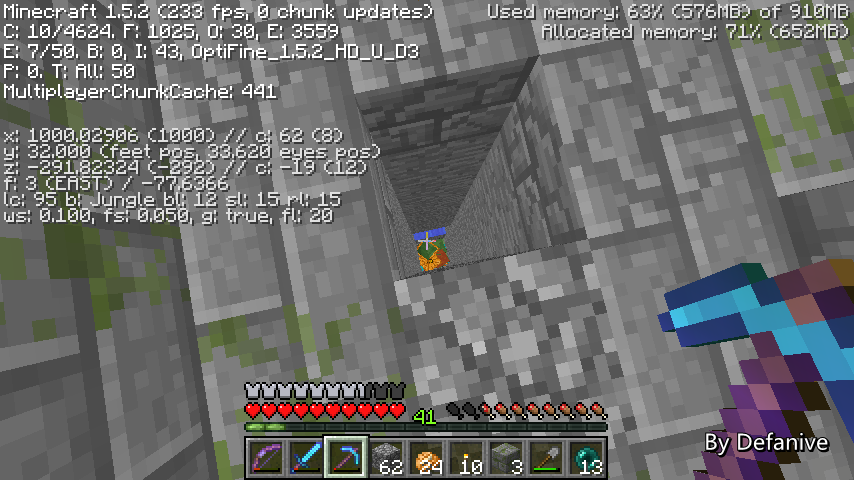 Minecraft 1.5.2 (233 fps, 0 chunk updates)
Used memory: 63% (576MB) of 910MB
C: 10/4624, F: 1025, O: 30, E: 3559
Allocated memory: 71% (652MB)
E: 7/50. B: 0, I: 43, OptiFine_1.5.2_HD_U_D3
P: 0. T: All: 50
MultiplayerChunkCache: 441
x: 1000.02906 (1000) // c: 62 (8)
y: 32.000 (feet pos, 33.620 eyes pos)
z: -291.82324 (-292) // c: -19 (12)
f: 3 (EAST) / -77.6366
lc: 95 b: Jungle bl: 12 sl: 15 rl: 15
ws: 0.100, fs: 0.050, g: true, fl: 20
41
62 24 10 3 13
By Defanive